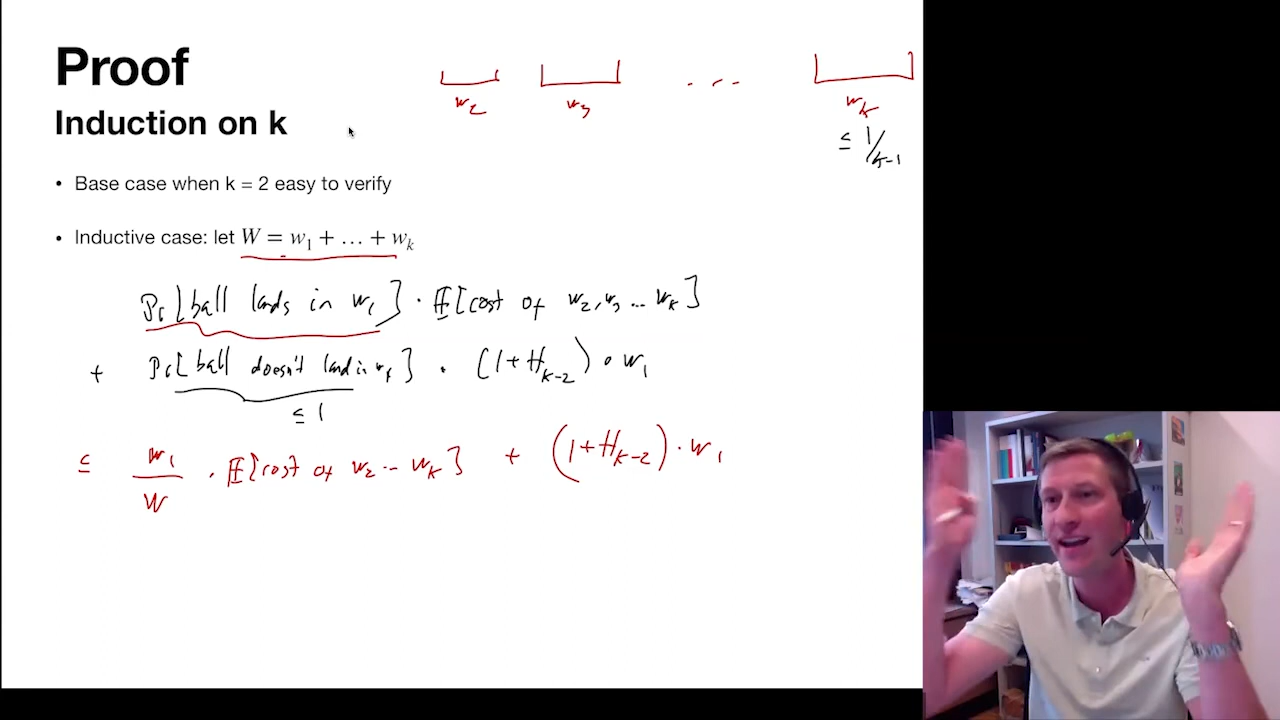 Proof
Induction on k
w2 w3 ... wk
≤ 1/k-1
• Base case when k = 2 easy to verify
• Inductive case: let W = w1 + … + wk
Pr[ball lands in w1] · E[cost of w2, w3 ... wk]
+ Pr[ball doesn't land in w1] · (1+Hk-2) · w1
≤ 1
≤ w1/W · E[cost of w2 ... wk] + (1+Hk-2) · w1